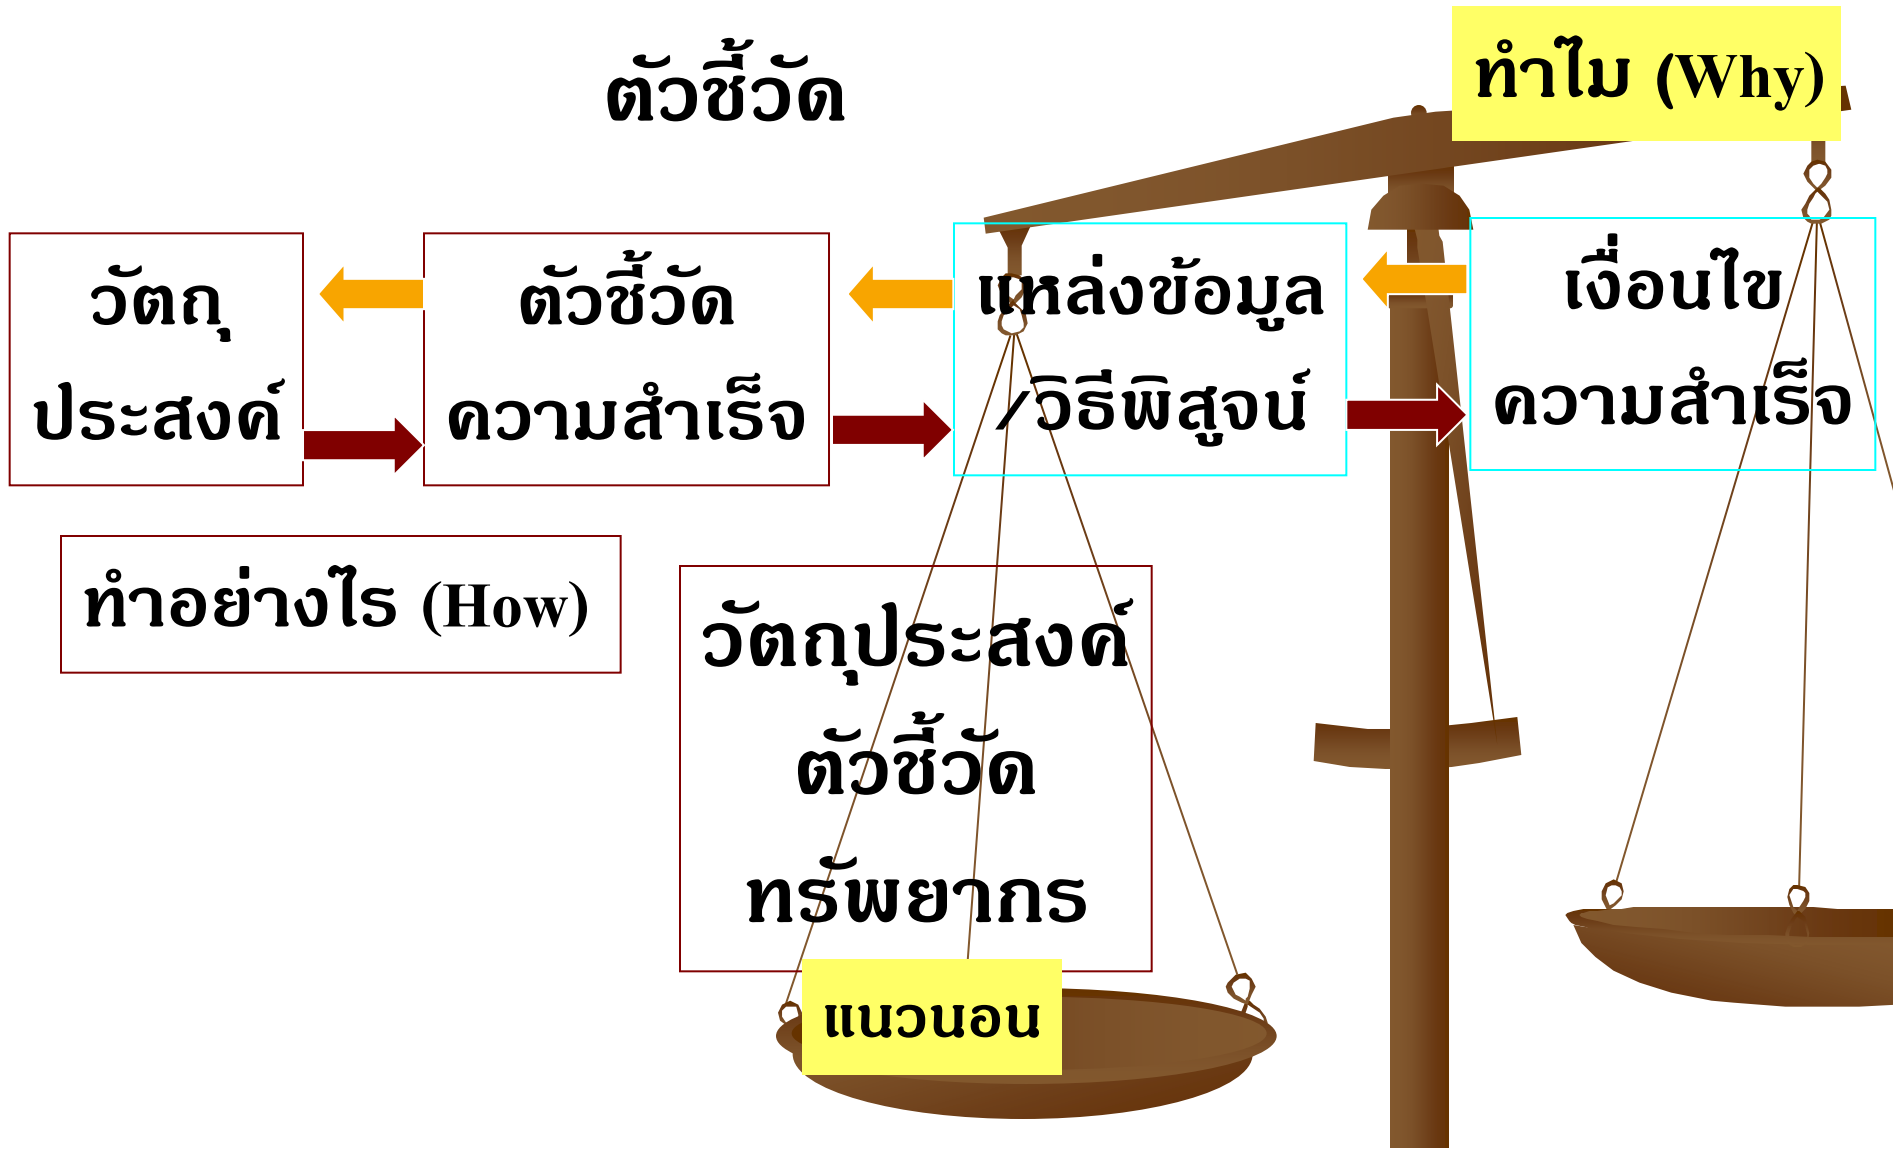 ตัวชี้วัด
ทำไม (Why)
วัตถุ
ประสงค์
ตัวชี้วัด
ความสำเร็จ
แหล่งข้อมูล
/วิธีพิสูจน์
เงื่อนไข
ความสำเร็จ
ทำอย่างไร (How)
วัตถุประสงค์
ตัวชี้วัด
ทรัพยากร
แนวนอน